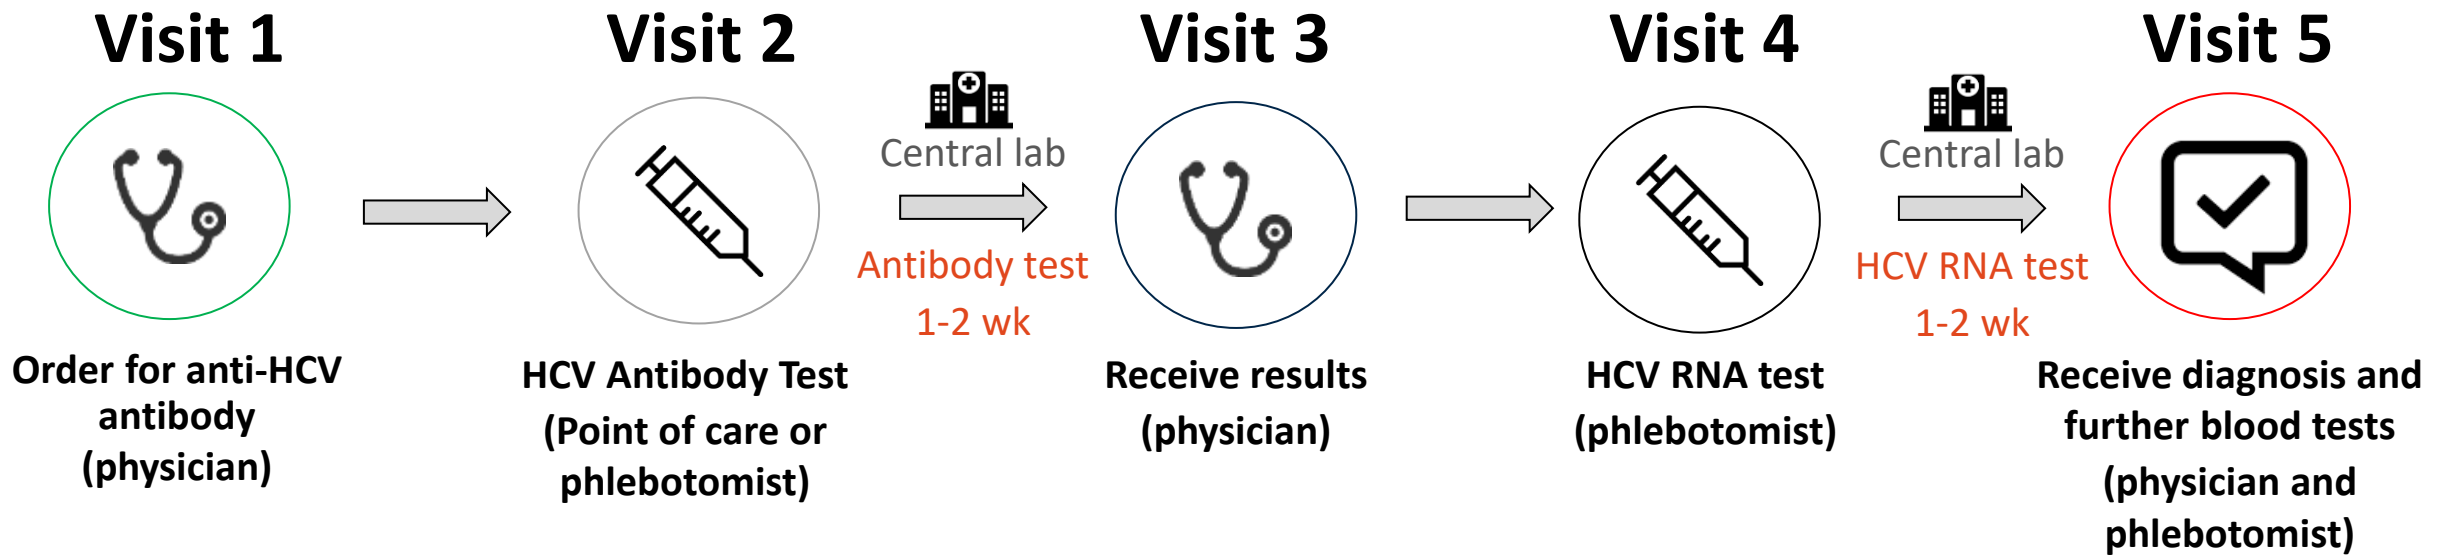 Visit 1
Order for anti-HCV
antibody
(physician)
Visit 2
HCV Antibody Test
(Point of care or
phlebotomist)
Central lab
Antibody test
1-2 wk
Visit 3
Receive results
(physician)
Visit 4
HCV RNA test
(phlebotomist)
Central lab
HCV RNA test
1-2 wk
Visit 5
Receive diagnosis and
further blood tests
(physician and
phlebotomist)